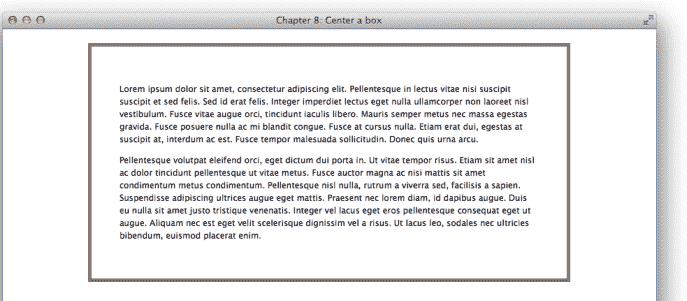 Chapter 8: Center a box
Lorem ipsum dolor sit amet, consectetur adipiscing elit. Pellentesque in lectus vitae nisi suscipit
suscipit et sed felis. Sed id erat felis. Integer imperdiet lectus eget nulla ullamcorper non laoreet nisl
vestibulum. Fusce vitae augue orci, tincidunt iaculis libero. Mauris semper metus nec massa egestas
gravida. Fusce posuere nulla ac mi blandit congue. Fusce at cursus nulla. Etiam erat dui, egestas at
suscipit at, interdum ac est. Fusce tempor malesuada sollicitudin. Donec quis urna arcu.
Pellentesque volutpat eleifend orci, eget dictum dui porta in. Ut vitae tempor risus. Etiam sit amet nisl
ac dolor tincidunt pellentesque ut vitae metus. Fusce auctor magna ac nisi mattis sit amet
condimentum metus condimentum. Pellentesque nisl nulla, rutrum a viverra sed, facilisis a sapien.
Suspendisse adipiscing ultrices augue eget mattis. Praesent nec lorem diam, id dapibus augue. Duis
eu nulla sit amet justo tristique venenatis. Integer vel lacus eget eros pellentesque consequat eget ut
augue. Aliquam nec est eget velit scelerisque dignissim vel a risus. Ut lacus leo, sodales nec ultricies
bibendum, euismod placerat enim.